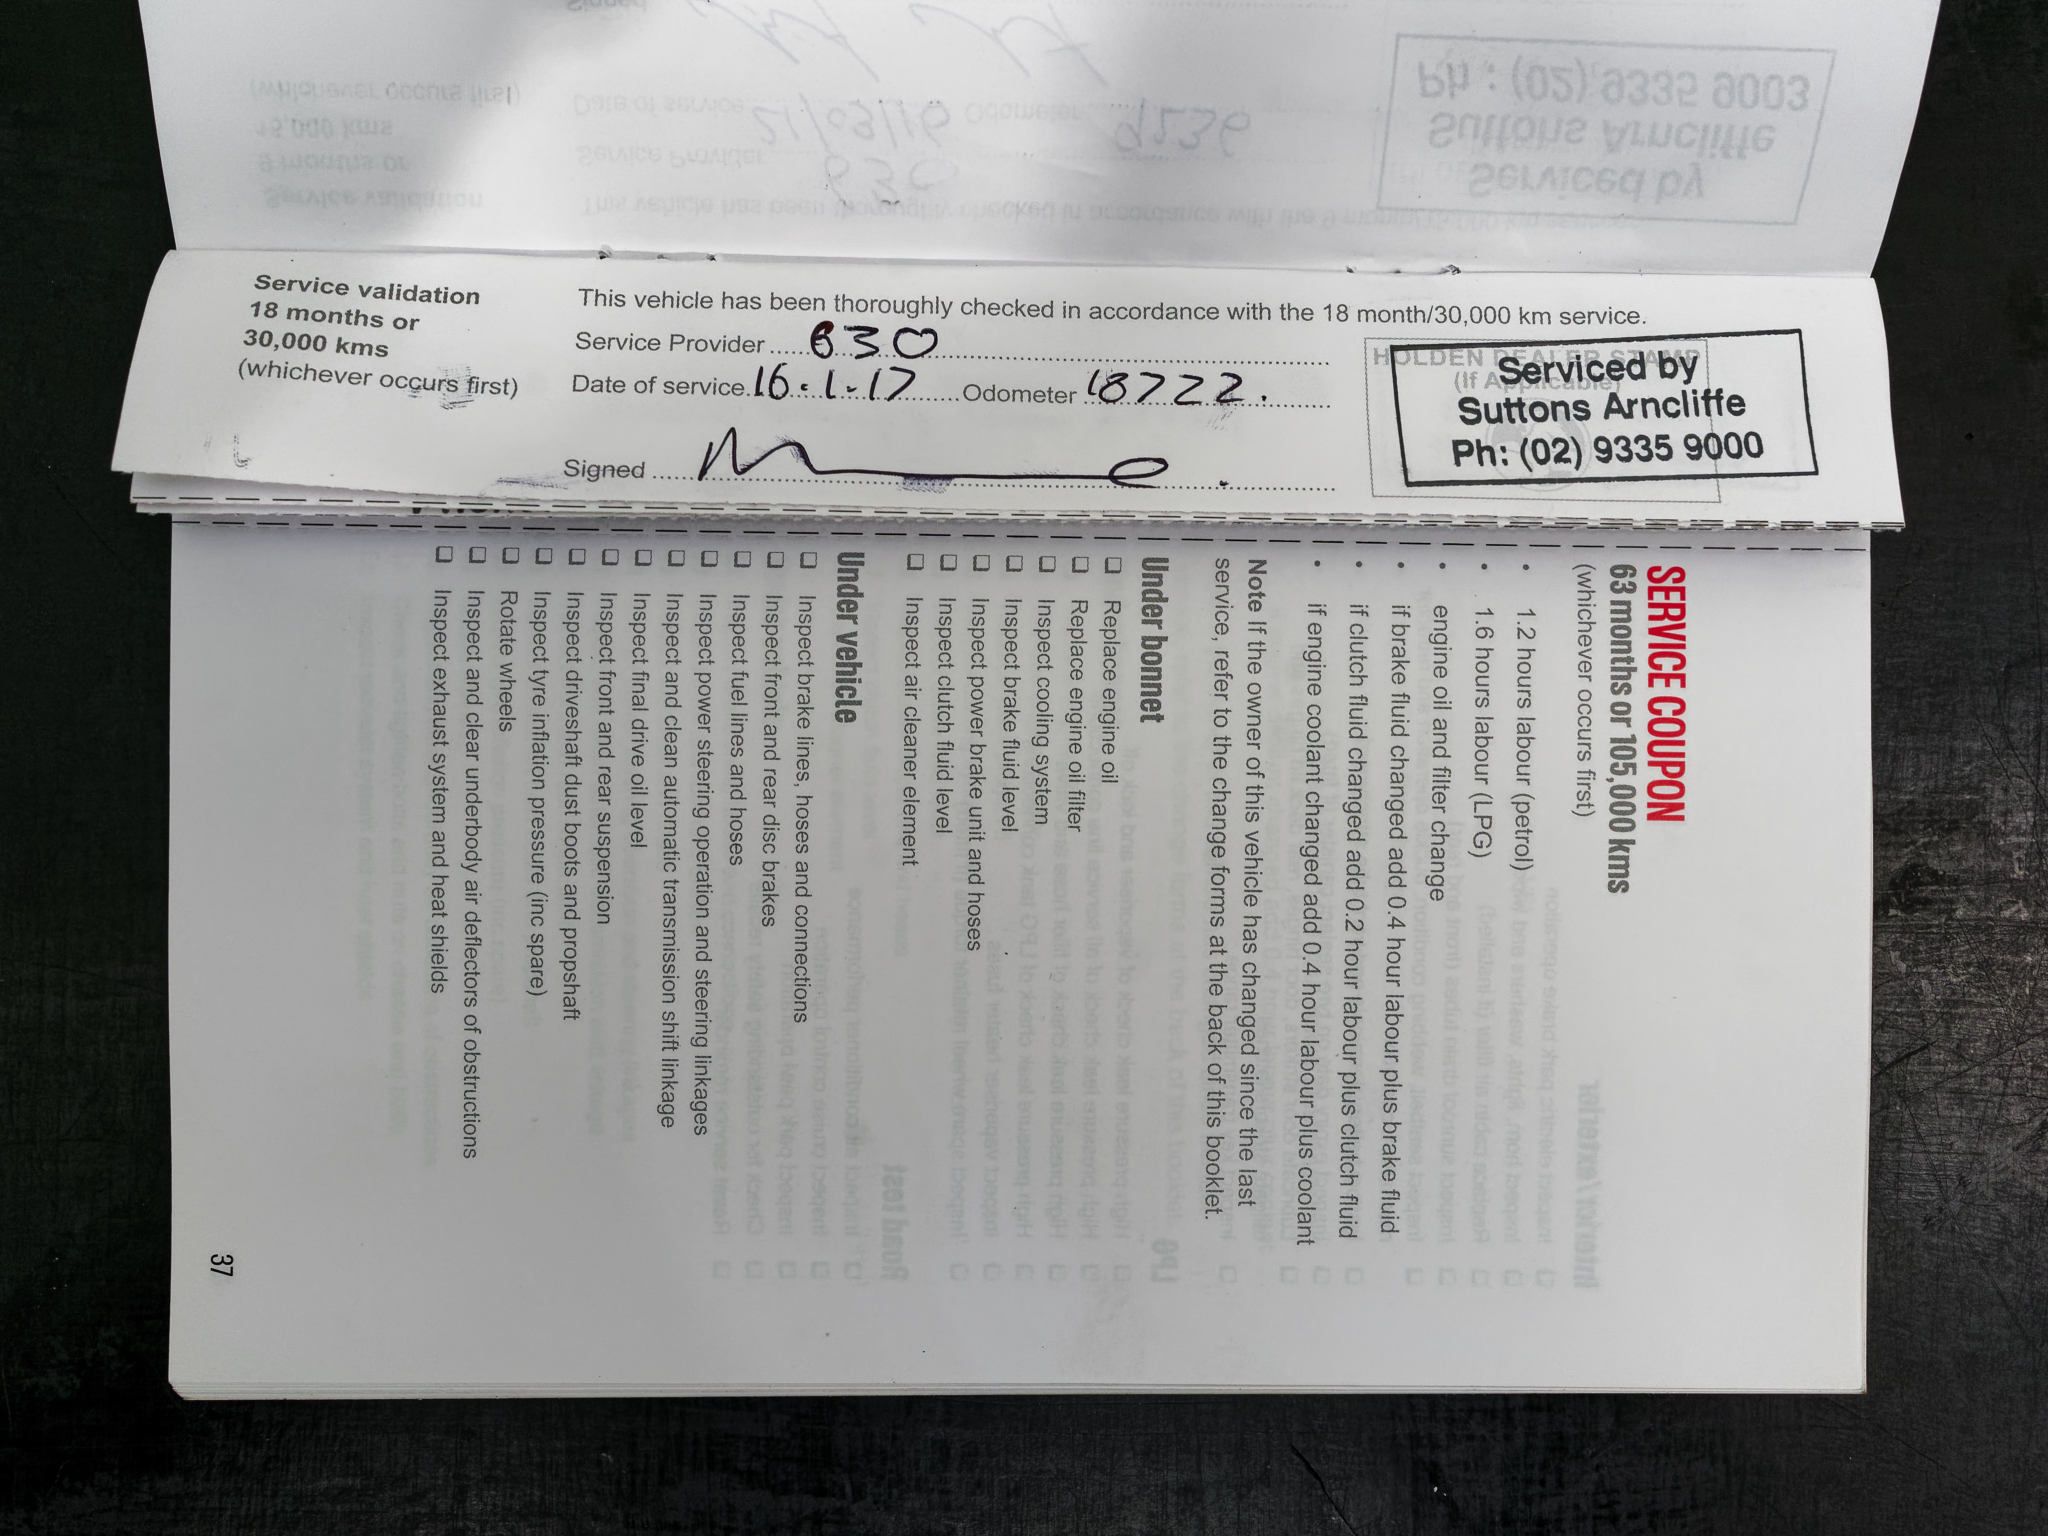 Service validation
18 months or
30,000 kms
(whichever occurs first)
This vehicle has been thoroughly checked in accordance with the 18 month/30,000 km service.
Service Provider ..... 630
Date of service. 16.1.17 Odometer 18722.
Signed
HOLDEN DEALER STAMP
(If Applicable)
Serviced by
Suttons Arncliffe
Ph: (02) 9335 9000
SERVICE COUPON
63 months or 105,000 kms
(whichever occurs first)
• 1.2 hours labour (petrol)
• 1.6 hours labour (LPG)
• engine oil and filter change
• if brake fluid changed add 0.4 hour labour plus brake fluid
• if clutch fluid changed add 0.2 hour labour plus clutch fluid
• if engine coolant changed add 0.4 hour labour plus coolant
Note If the owner of this vehicle has changed since the last
service, refer to the change forms at the back of this booklet.
Under bonnet
❑ Replace engine oil
❑ Replace engine oil filter
❑ Inspect cooling system
❑ Inspect brake fluid level
❑ Inspect power brake unit and hoses
❑ Inspect clutch fluid level
❑ Inspect air cleaner element
Under vehicle
❑ Inspect brake lines, hoses and connections
❑ Inspect front and rear disc brakes
❑ Inspect fuel lines and hoses
❑ Inspect power steering operation and steering linkages
❑ Inspect and clean automatic transmission shift linkage
❑ Inspect final drive oil level
❑ Inspect front and rear suspension
❑ Inspect driveshaft dust boots and propshaft
❑ Inspect tyre inflation pressure (inc spare)
❑ Rotate wheels
❑ Inspect and clear underbody air deflectors of obstructions
❑ Inspect exhaust system and heat shields
37